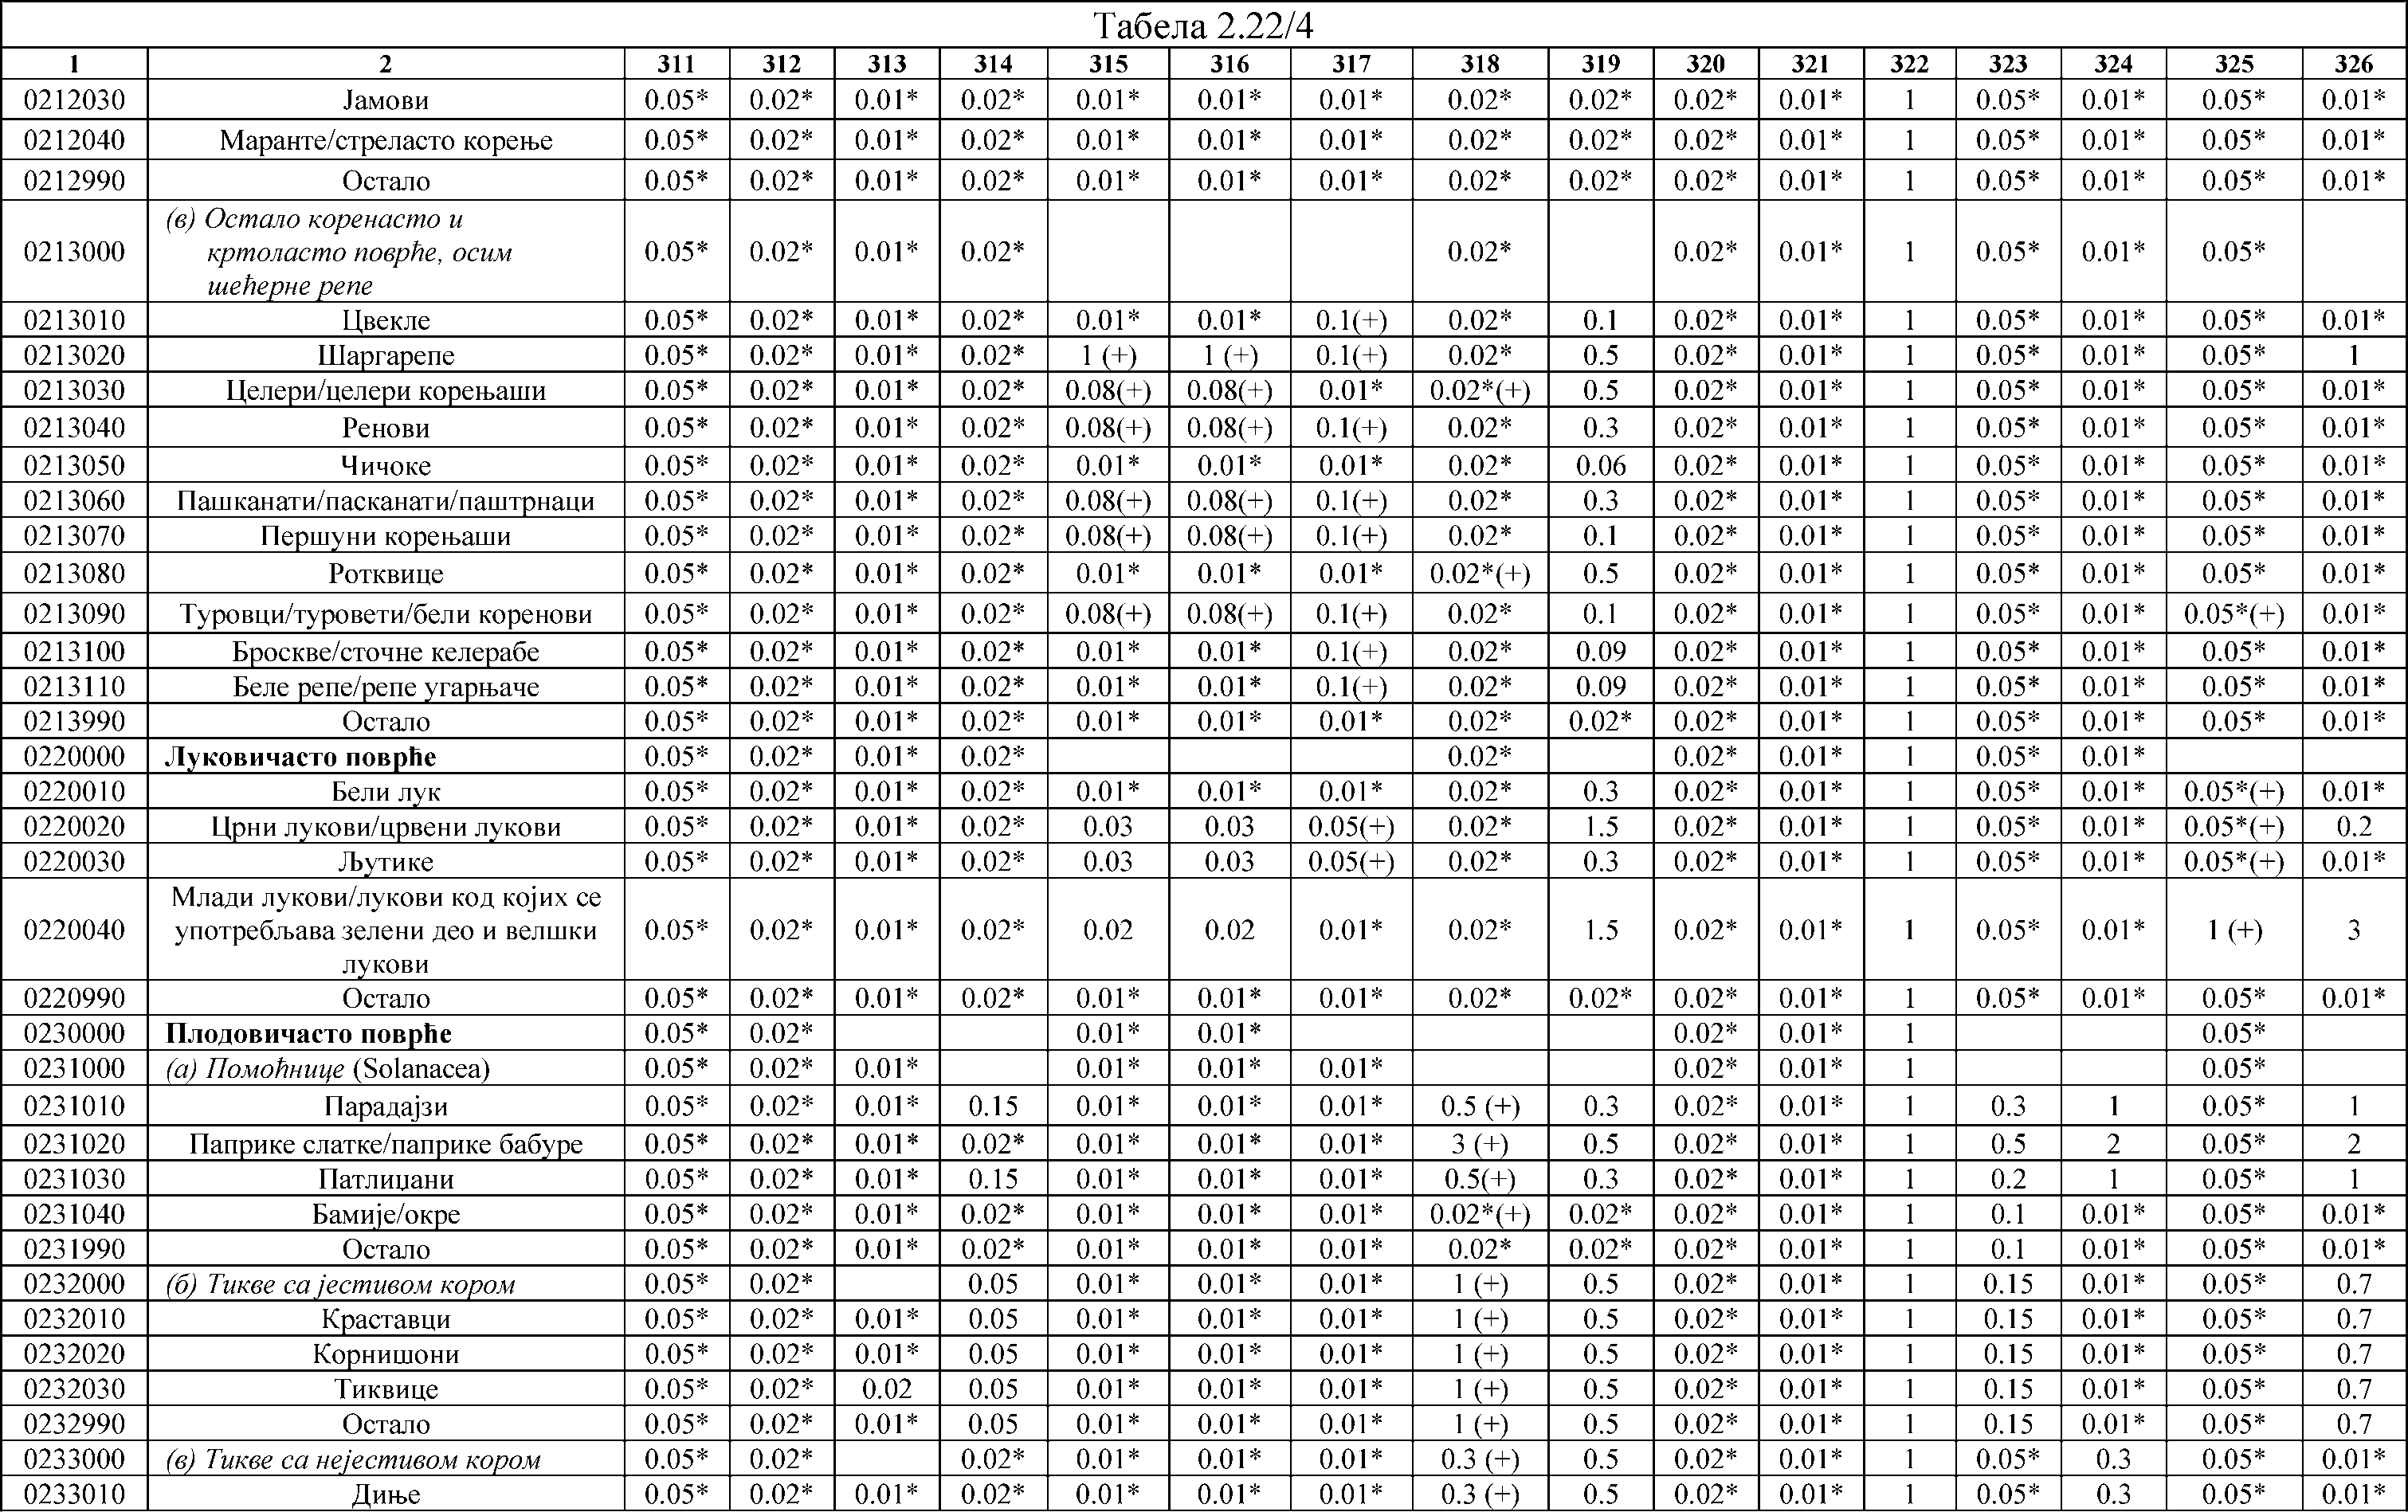 Табела 2.22/4
1 2 311 312 313 314 315 316 317 318 319 320 321 322 323 324 325 326
0212030 Јамови 0.05* 0.02* 0.01* 0.02* 0.01* 0.01* 0.01* 0.02* 0.02* 0.02* 0.01* 1 0.05* 0.01* 0.05* 0.01*
0212040 Маранте/стреласто корење 0.05* 0.02* 0.01* 0.02* 0.01* 0.01* 0.01* 0.02* 0.02* 0.02* 0.01* 1 0.05* 0.01* 0.05* 0.01*
0212990 Остало 0.05* 0.02* 0.01* 0.02* 0.01* 0.01* 0.01* 0.02* 0.02* 0.02* 0.01* 1 0.05* 0.01* 0.05* 0.01*
(в) Остало коренасто и
0213000 кртоласто поврће, осим 0.05* 0.02* 0.01* 0.02* 0.02* 0.02* 0.01* 1 0.05* 0.01* 0.05*
шећерне репе
0213010 Цвекле 0.05* 0.02* 0.01* 0.02* 0.01* 0.01* 0.1(+) 0.02* 0.1 0.02* 0.01* 1 0.05* 0.01* 0.05* 0.01*
0213020 Шаргарепе 0.05* 0.02* 0.01* 0.02* 1 (+) 1 (+) 0.1(+) 0.02* 0.5 0.02* 0.01* 1 0.05* 0.01* 0.05* 1
0213030 Целери/целери корењаши 0.05* 0.02* 0.01* 0.02* 0.08(+) 0.08(+) 0.01* 0.02*(+) 0.5 0.02* 0.01* 1 0.05* 0.01* 0.05* 0.01*
0213040 Ренови 0.05* 0.02* 0.01* 0.02* 0.08(+) 0.08(+) 0.1(+) 0.02* 0.3 0.02* 0.01* 1 0.05* 0.01* 0.05* 0.01*
0213050 Чичоке 0.05* 0.02* 0.01* 0.02* 0.01* 0.01* 0.01* 0.02* 0.06 0.02* 0.01* 1 0.05* 0.01* 0.05* 0.01*
0213060 Пашканати/пасканати/паштрнаци 0.05* 0.02* 0.01* 0.02* 0.08(+) 0.08(+) 0.1(+) 0.02* 0.3 0.02* 0.01* 1 0.05* 0.01* 0.05* 0.01*
0213070 Першуни корењаши 0.05* 0.02* 0.01* 0.02* 0.08(+) 0.08(+) 0.1(+) 0.02* 0.1 0.02* 0.01* 1 0.05* 0.01* 0.05* 0.01*
0213080 Ротквице 0.05* 0.02* 0.01* 0.02* 0.01* 0.01* 0.01* 0.02*(+) 0.5 0.02* 0.01* 1 0.05* 0.01* 0.05* 0.01*
0213090 Туровци/туровети/бели коренови 0.05* 0.02* 0.01* 0.02* 0.08(+) 0.08(+) 0.1(+) 0.02* 0.1 0.02* 0.01* 1 0.05* 0.01* 0.05*(+) 0.01*
0213100 Броскве/сточне келерабе 0.05* 0.02* 0.01* 0.02* 0.01* 0.01* 0.1(+) 0.02* 0.09 0.02* 0.01* 1 0.05* 0.01* 0.05* 0.01*
0213110 Беле репе/репе угарњаче 0.05* 0.02* 0.01* 0.02* 0.01* 0.01* 0.1(+) 0.02* 0.09 0.02* 0.01* 1 0.05* 0.01* 0.05* 0.01*
0213990 Остало 0.05* 0.02* 0.01* 0.02* 0.01* 0.01* 0.01* 0.02* 0.02* 0.02* 0.01* 1 0.05* 0.01* 0.05* 0.01*
0220000 Луковичасто поврће 0.05* 0.02* 0.01* 0.02* 0.02* 0.02* 0.01* 1 0.05* 0.01*
0220010 Бели лук 0.05* 0.02* 0.01* 0.02* 0.01* 0.01* 0.01* 0.02* 0.3 0.02* 0.01* 1 0.05* 0.01* 0.05*(+) 0.01*
0220020 Црни лукови/црвени лукови 0.05* 0.02* 0.01* 0.02* 0.03 0.03 0.05(+) 0.02* 1.5 0.02* 0.01* 1 0.05* 0.01* 0.05*(+) 0.2
0220030 Љутике 0.05* 0.02* 0.01* 0.02* 0.03 0.03 0.05(+) 0.02* 0.3 0.02* 0.01* 1 0.05* 0.01* 0.05*(+) 0.01*
Млади лукови/лукови код којих се
0220040 употребљава зелени део и велшки 0.05* 0.02* 0.01* 0.02* 0.02 0.02 0.01* 0.02* 1.5 0.02* 0.01* 1 0.05* 0.01* 1 (+) 3
лукови
0220990 Остало 0.05* 0.02* 0.01* 0.02* 0.01* 0.01* 0.01* 0.02* 0.02* 0.02* 0.01* 1 0.05* 0.01* 0.05* 0.01*
0230000 Плодовичасто поврће 0.05* 0.02* 0.01* 0.01* 0.02* 0.01* 1 0.05*
0231000 (а) Помоћнице (Solanacea) 0.05* 0.02* 0.01* 0.01* 0.01* 0.01* 0.02* 0.01* 1 0.05*
0231010 Парадајзи 0.05* 0.02* 0.01* 0.15 0.01* 0.01* 0.01* 0.5 (+) 0.3 0.02* 0.01* 1 0.3 1 0.05* 1
0231020 Паприке слатке/паприке бабуре 0.05* 0.02* 0.01* 0.02* 0.01* 0.01* 0.01* 3 (+) 0.5 0.02* 0.01* 1 0.5 2 0.05* 2
0231030 Патлиџани 0.05* 0.02* 0.01* 0.15 0.01* 0.01* 0.01* 0.5(+) 0.3 0.02* 0.01* 1 0.2 1 0.05* 1
0231040 Бамије/окре 0.05* 0.02* 0.01* 0.02* 0.01* 0.01* 0.01* 0.02*(+) 0.02* 0.02* 0.01* 1 0.1 0.01* 0.05* 0.01*
0231990 Остало 0.05* 0.02* 0.01* 0.02* 0.01* 0.01* 0.01* 0.02* 0.02* 0.02* 0.01* 1 0.1 0.01* 0.05* 0.01*
0232000 (б) Тикве са јестивом кором 0.05* 0.02* 0.05 0.01* 0.01* 0.01* 1 (+) 0.5 0.02* 0.01* 1 0.15 0.01* 0.05* 0.7
0232010 Краставци 0.05* 0.02* 0.01* 0.05 0.01* 0.01* 0.01* 1 (+) 0.5 0.02* 0.01* 1 0.15 0.01* 0.05* 0.7
0232020 Корнишони 0.05* 0.02* 0.01* 0.05 0.01* 0.01* 0.01* 1 (+) 0.5 0.02* 0.01* 1 0.15 0.01* 0.05* 0.7
0232030 Тиквице 0.05* 0.02* 0.02 0.05 0.01* 0.01* 0.01* 1 (+) 0.5 0.02* 0.01* 1 0.15 0.01* 0.05* 0.7
0232990 Остало 0.05* 0.02* 0.01* 0.05 0.01* 0.01* 0.01* 1 (+) 0.5 0.02* 0.01* 1 0.15 0.01* 0.05* 0.7
0233000 (в) Тикве са нејестивом кором 0.05* 0.02* 0.02* 0.01* 0.01* 0.01* 0.3 (+) 0.5 0.02* 0.01* 1 0.05* 0.3 0.05* 0.01*
0233010 Диње 0.05* 0.02* 0.01* 0.02* 0.01* 0.01* 0.01* 0.3 (+) 0.5 0.02* 0.01* 1 0.05* 0.3 0.05* 0.01*